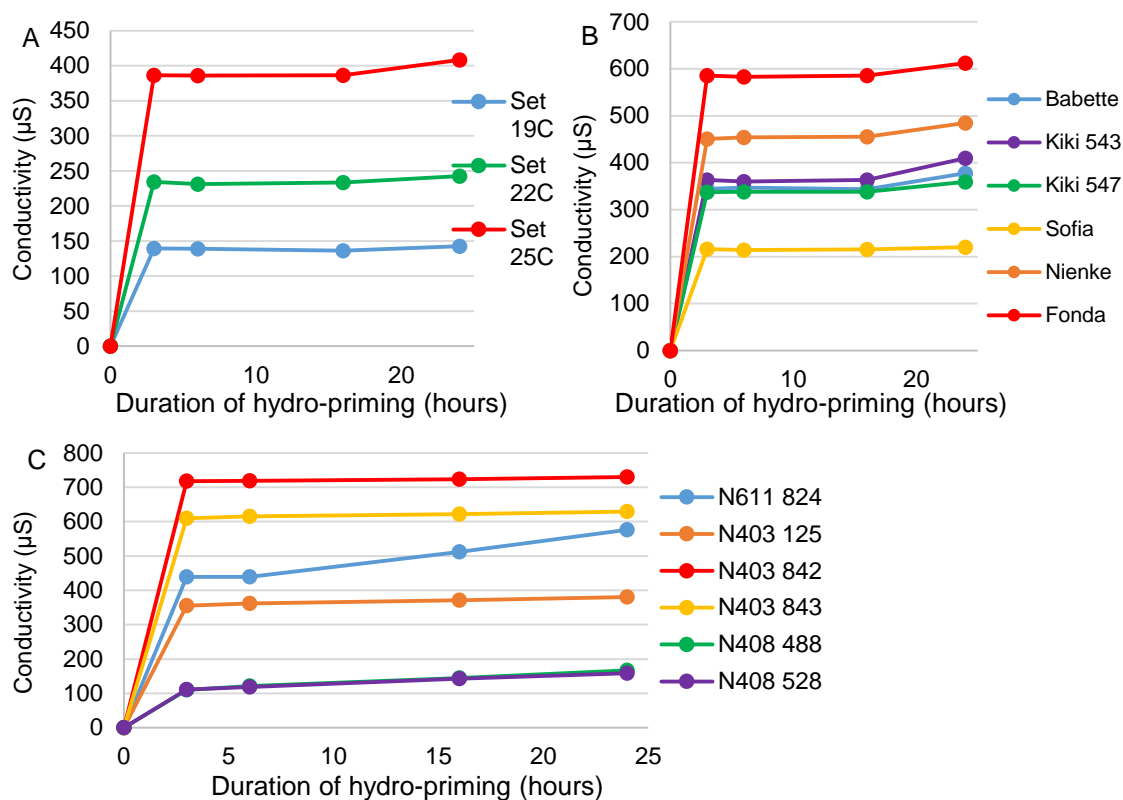 A
Conductivity (µS)
450
400
350
300
250
200
150
100
50
0
0 10 20
Duration of hydro-priming (hours)
Set
19C
Set
22C
Set
25C
B
Conductivity (µS)
700
600
500
400
300
200
100
0
0 10 20
Duration of hydro-priming (hours)
Babette
Kiki 543
Kiki 547
Sofia
Nienke
Fonda
C
Conductivity (µS)
800
700
600
500
400
300
200
100
0
0 5 10 15 20 25
Duration of hydro-priming (hours)
N611 824
N403 125
N403 842
N403 843
N408 488
N408 528